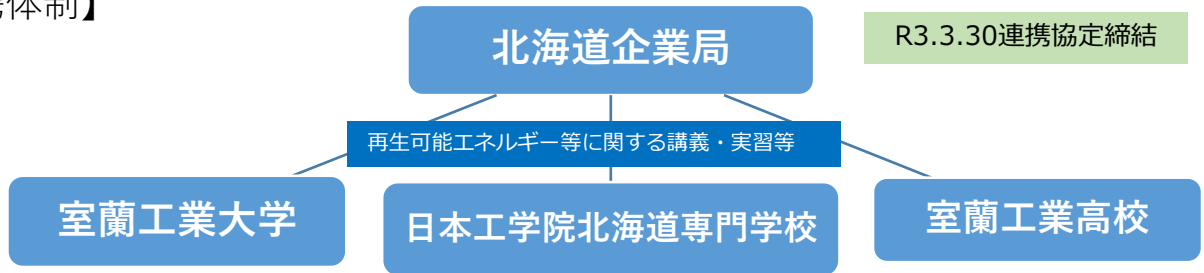 体制】
北海道企業局
R3.3.30連携協定締結
再生可能エネルギー等に関する講義・実習等
室蘭工業大学
日本工学院北海道専門学校
室蘭工業高校